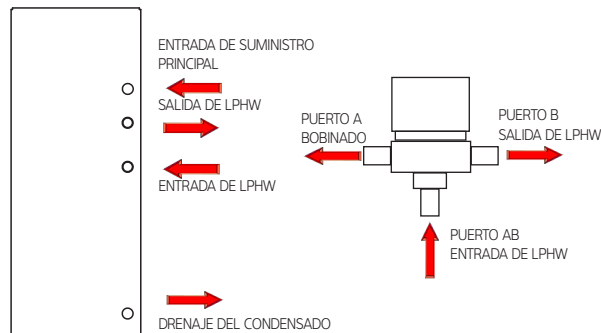 ENTRADA DE SUMINISTRO
PRINCIPAL
SALIDA DE LPHW
ENTRADA DE LPHW
DRENAJE DEL CONDENSADO
PUERTO A
BOBINADO
PUERTO B
SALIDA DE LPHW
PUERTO AB
ENTRADA DE LPHW